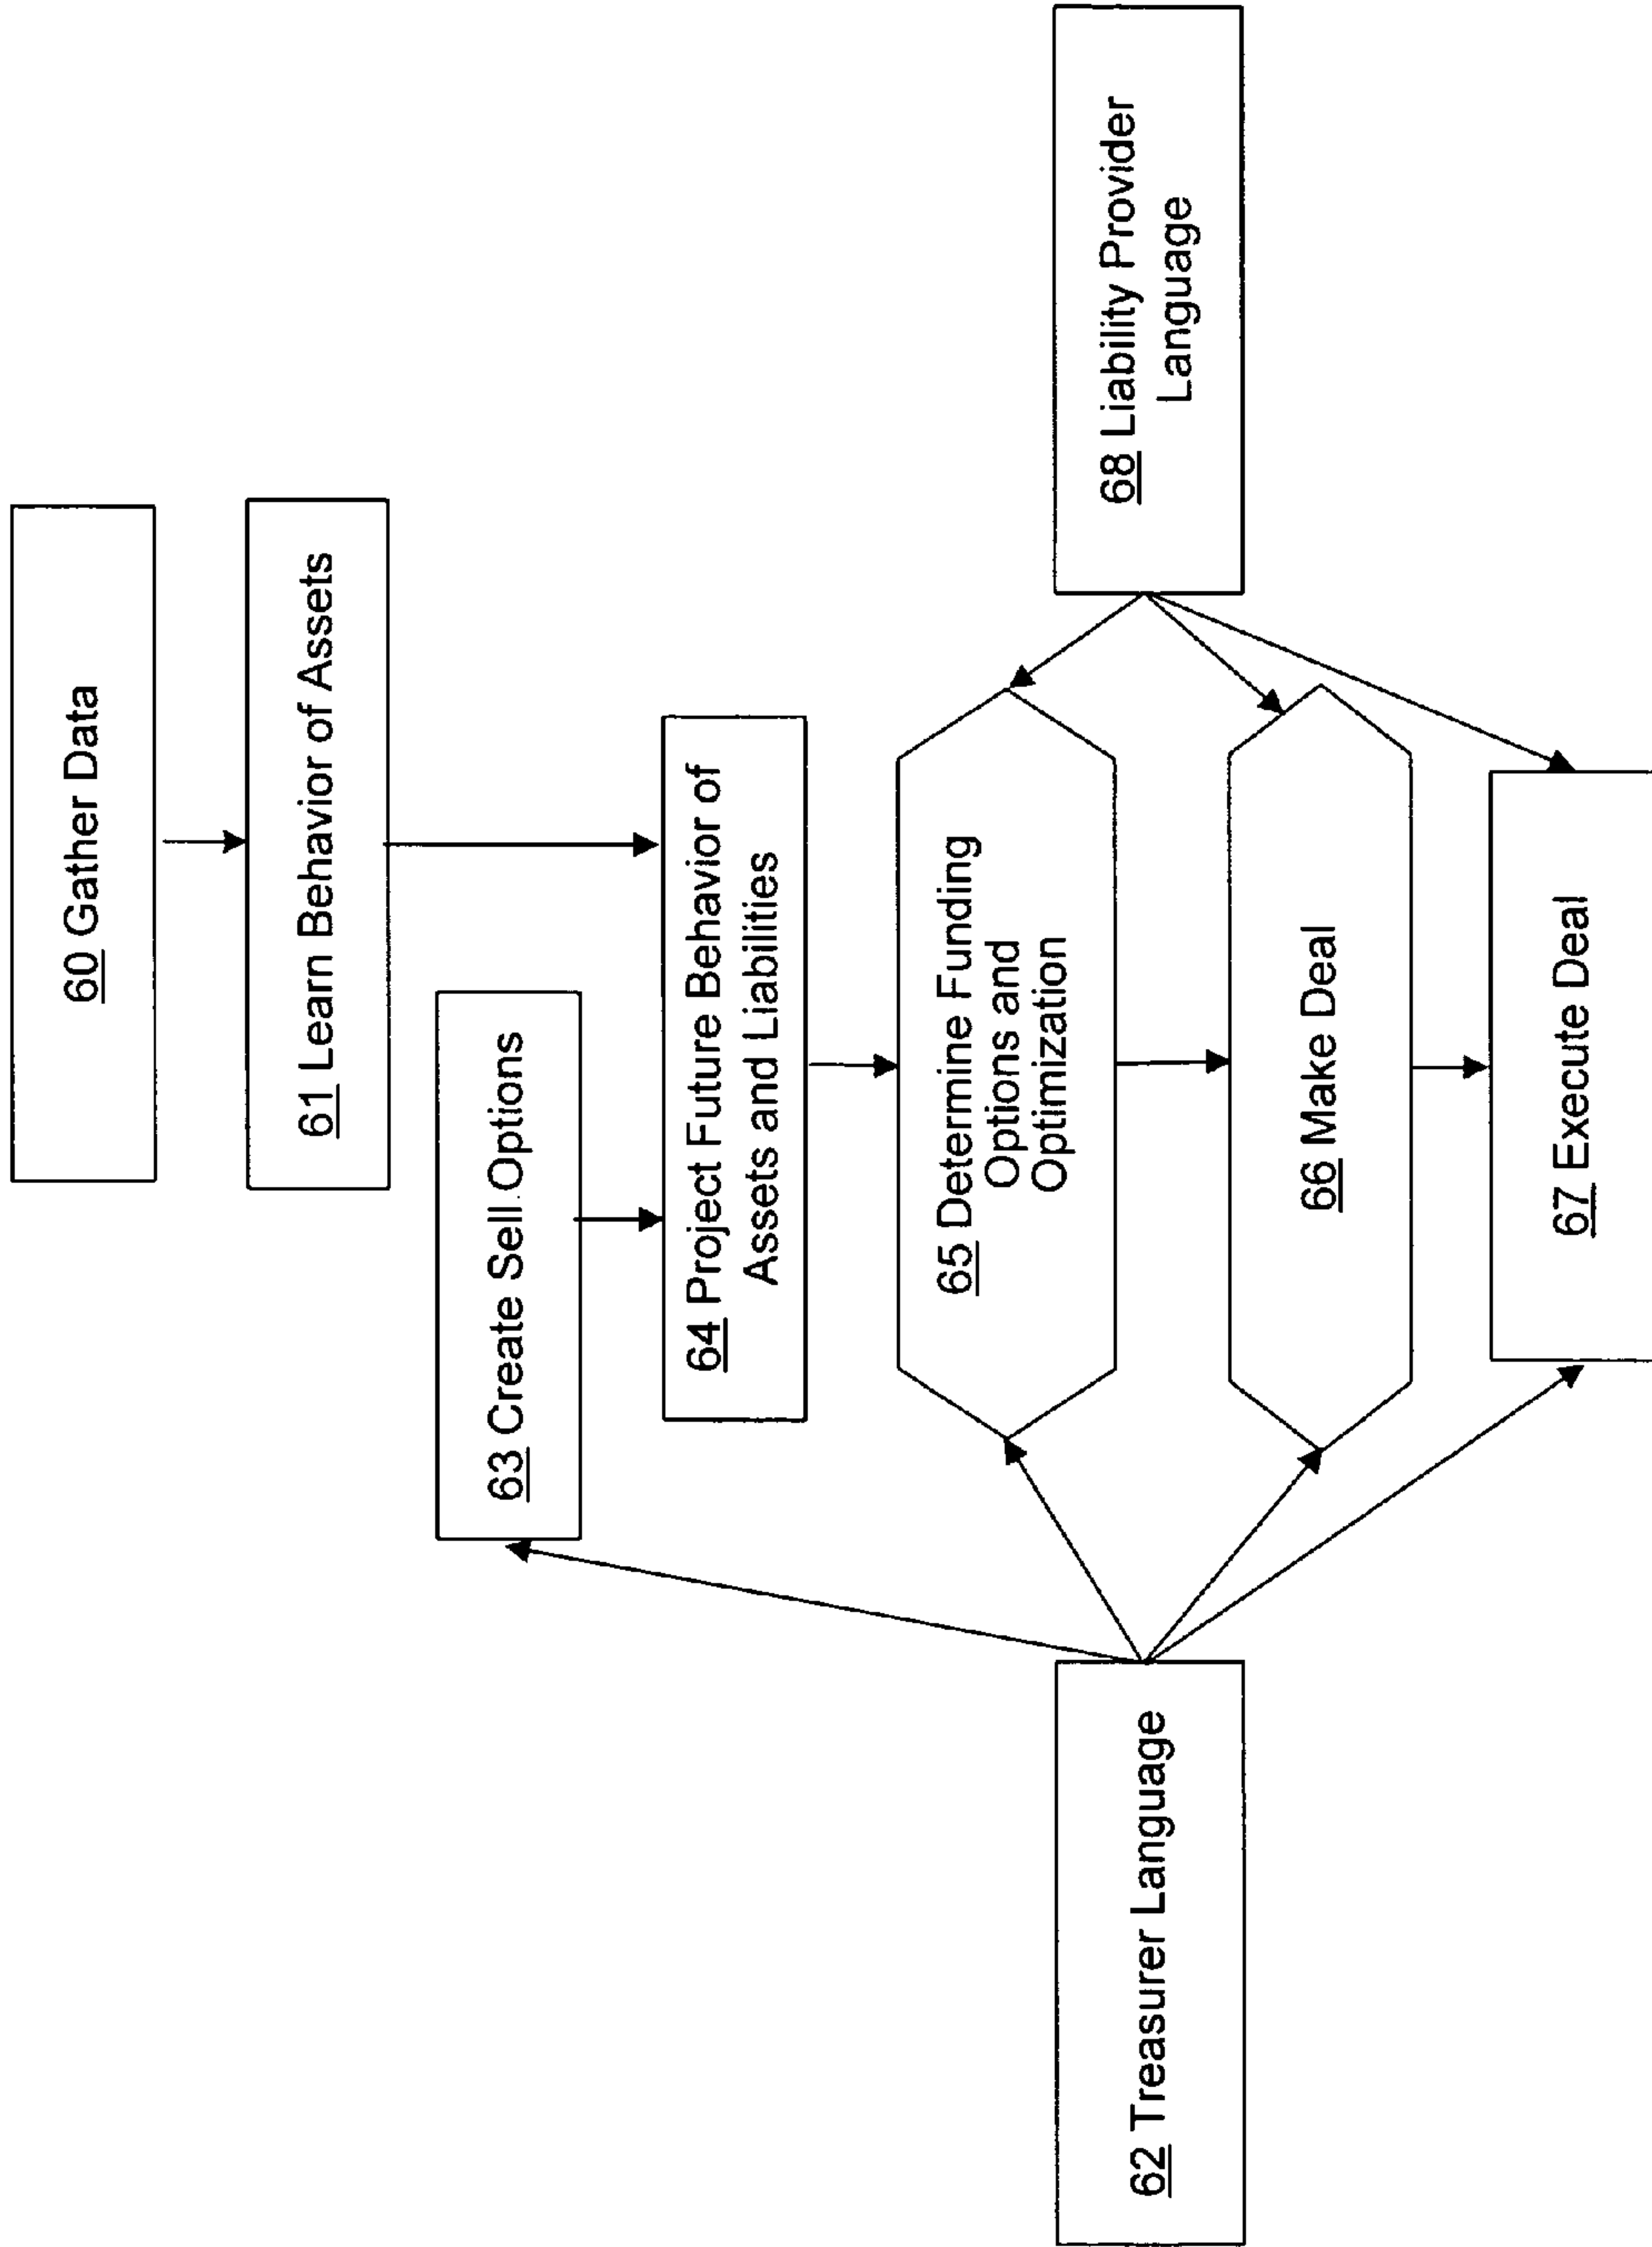 60 Gather Data
61 Learn Behavior of Assets
63 Create Sell Options
64 Project Future Behavior of
Assets and Liabilities
65 Determine Funding
Options and
Optimization
62 Treasurer Language
68 Liability Provider
Language
66 Make Deal
67 Execute Deal